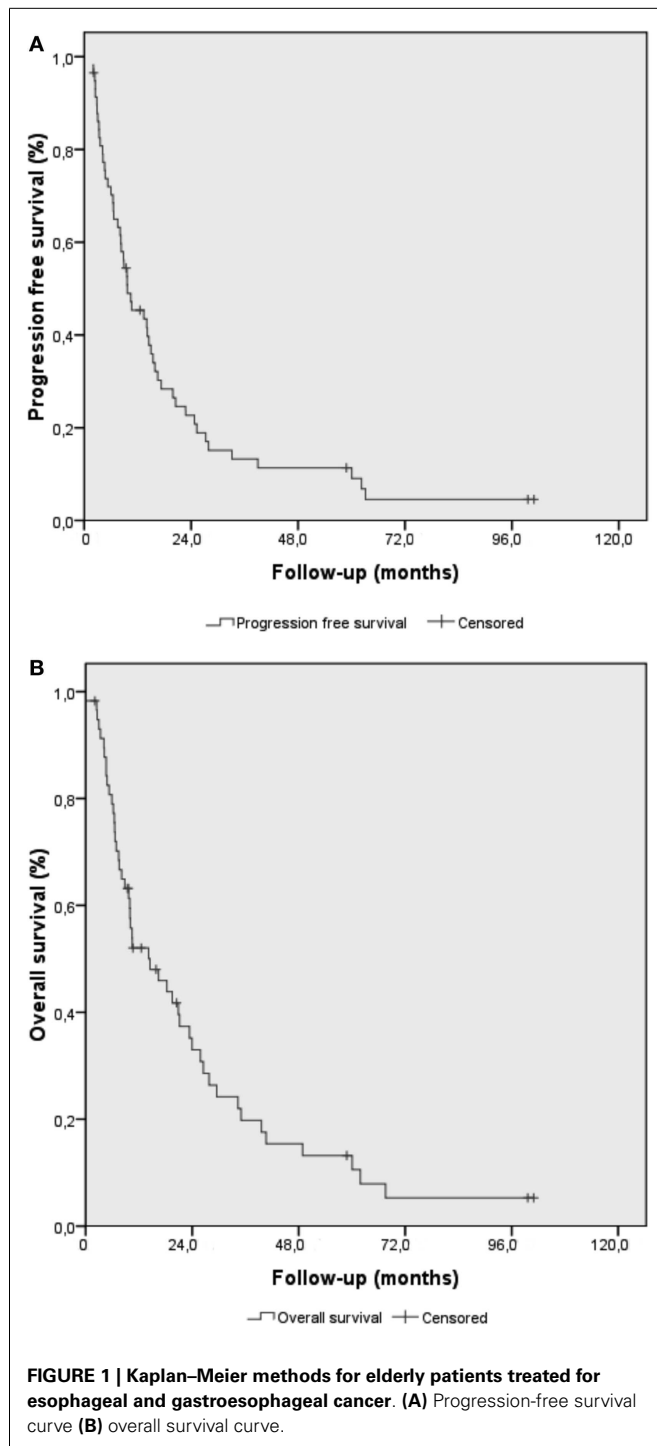 A
1,0
0,8
0,6
0,4
0,2
0,0
Progression free survival (%)
0 24,0 48,0 72,0 96,0 120,0
Follow-up (months)
Progression free survival Censored
B
1,0
0,8
0,6
0,4
0,2
0,0
Overall survival (%)
0 24,0 48,0 72,0 96,0 120,0
Follow-up (months)
Overall survival Censored
FIGURE 1 | Kaplan–Meier methods for elderly patients treated for
esophageal and gastroesophageal cancer. (A) Progression-free survival
curve (B) overall survival curve.